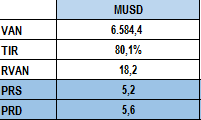 MUSD
VAN 6.584,4
TIR 80,1%
RVAN 18,2
PRS 5,2
PRD 5,6